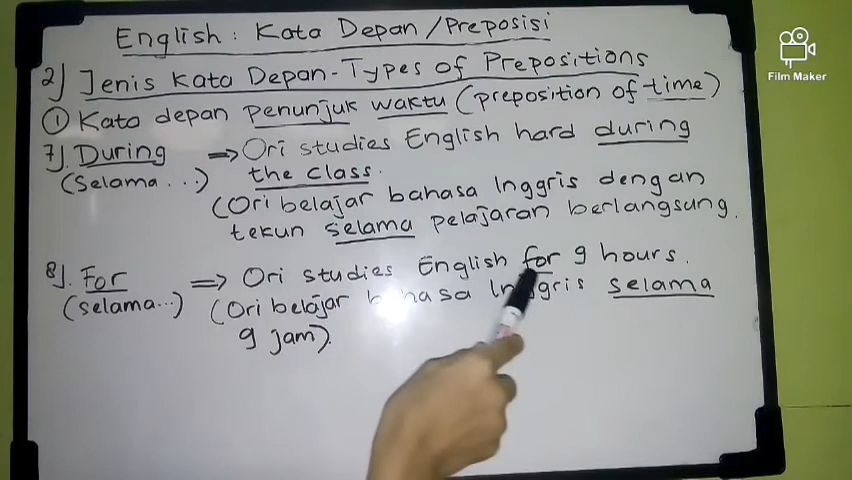 English: Kata Depan/Preposisi
2) Jenis Kata Depan-Types of Prepositions
① Kata depan penunjuk waktu (preposition of time)
7). During => Ori studies English hard during
(Selama...) the class.
(Ori belajar bahasa Inggris dengan
tekun selama pelajaran berlangsung.
8). For => Ori studies English for 9 hours.
(selama...) (Ori belajar bahasa Inggris selama
9 jam).
Film Maker